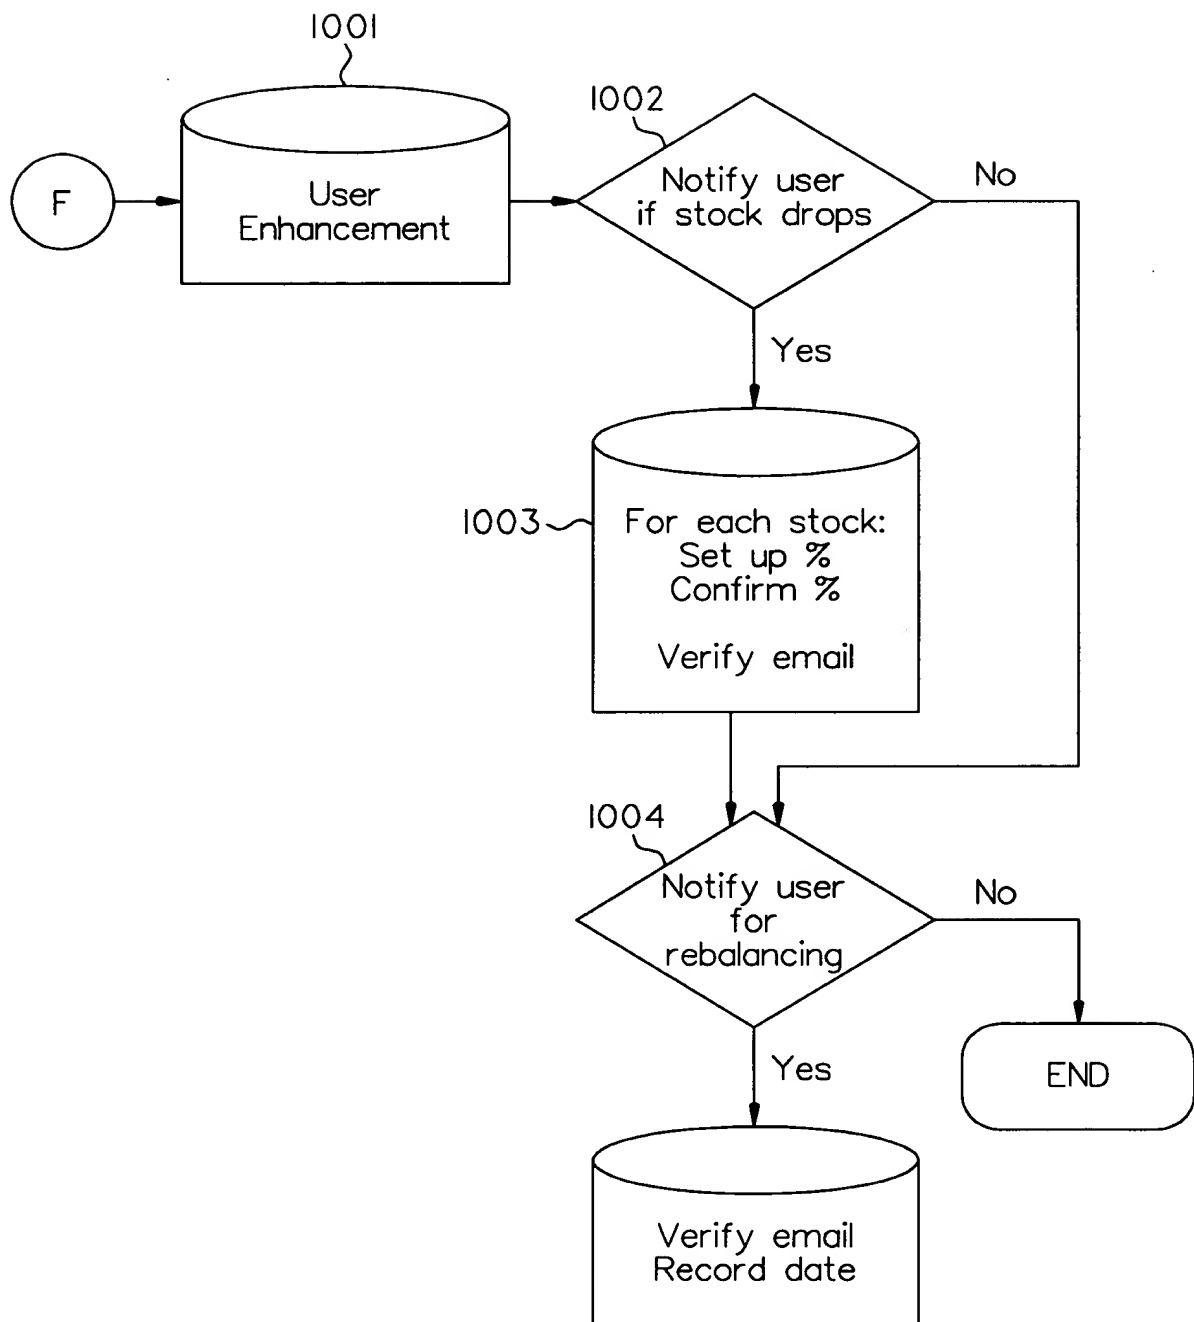 1001
1002
F
User
Enhancement
Notify user
if stock drops
No
Yes
1003
For each stock:
Set up %
Confirm %
Verify email
1004
Notify user
for
rebalancing
No
Yes
END
Verify email
Record date